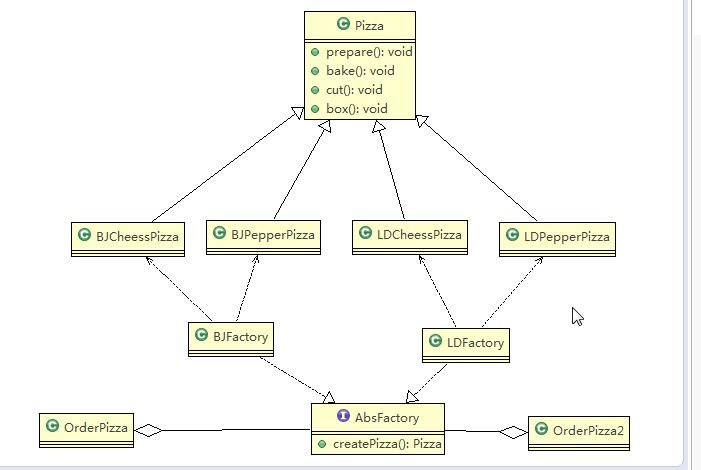 C Pizza
prepare(): void
bake(): void
cut(): void
box(): void
C BJCheessPizza
C BJPepperPizza
C LDCheessPizza
C LDPepperPizza
C BJFactory
C LDFactory
I AbsFactory
createPizza(): Pizza
C OrderPizza
C OrderPizza2